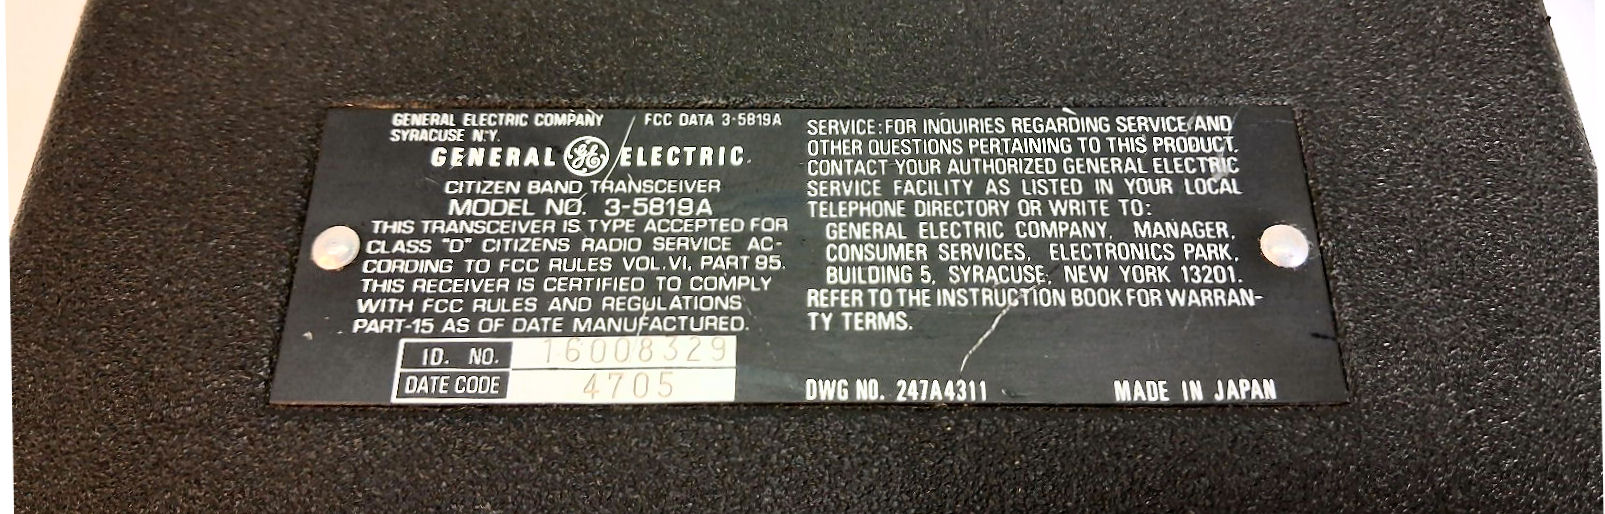 GENERAL ELECTRIC COMPANY FCC DATA 3-5819A
SYRACUSE N.Y.
GENERAL GE ELECTRIC.
CITIZEN BAND TRANSCEIVER
MODEL NO. 3-5819A
THIS TRANSCEIVER IS TYPE ACCEPTED FOR
CLASS "D" CITIZENS RADIO SERVICE AC-
CORDING TO FCC RULES VOL.VI, PART 95.
THIS RECEIVER IS CERTIFIED TO COMPLY
WITH FCC RULES AND REGULATIONS
PART-15 AS OF DATE MANUFACTURED.
ID. NO. 16008329
DATE CODE 4705
SERVICE: FOR INQUIRIES REGARDING SERVICE AND
OTHER QUESTIONS PERTAINING TO THIS PRODUCT,
CONTACT YOUR AUTHORIZED GENERAL ELECTRIC
SERVICE FACILITY AS LISTED IN YOUR LOCAL
TELEPHONE DIRECTORY OR WRITE TO:
GENERAL ELECTRIC COMPANY, MANAGER,
CONSUMER SERVICES, ELECTRONICS PARK,
BUILDING 5, SYRACUSE, NEW YORK 13201.
REFER TO THE INSTRUCTION BOOK FOR WARRAN-
TY TERMS.
DWG NO. 247A4311 MADE IN JAPAN